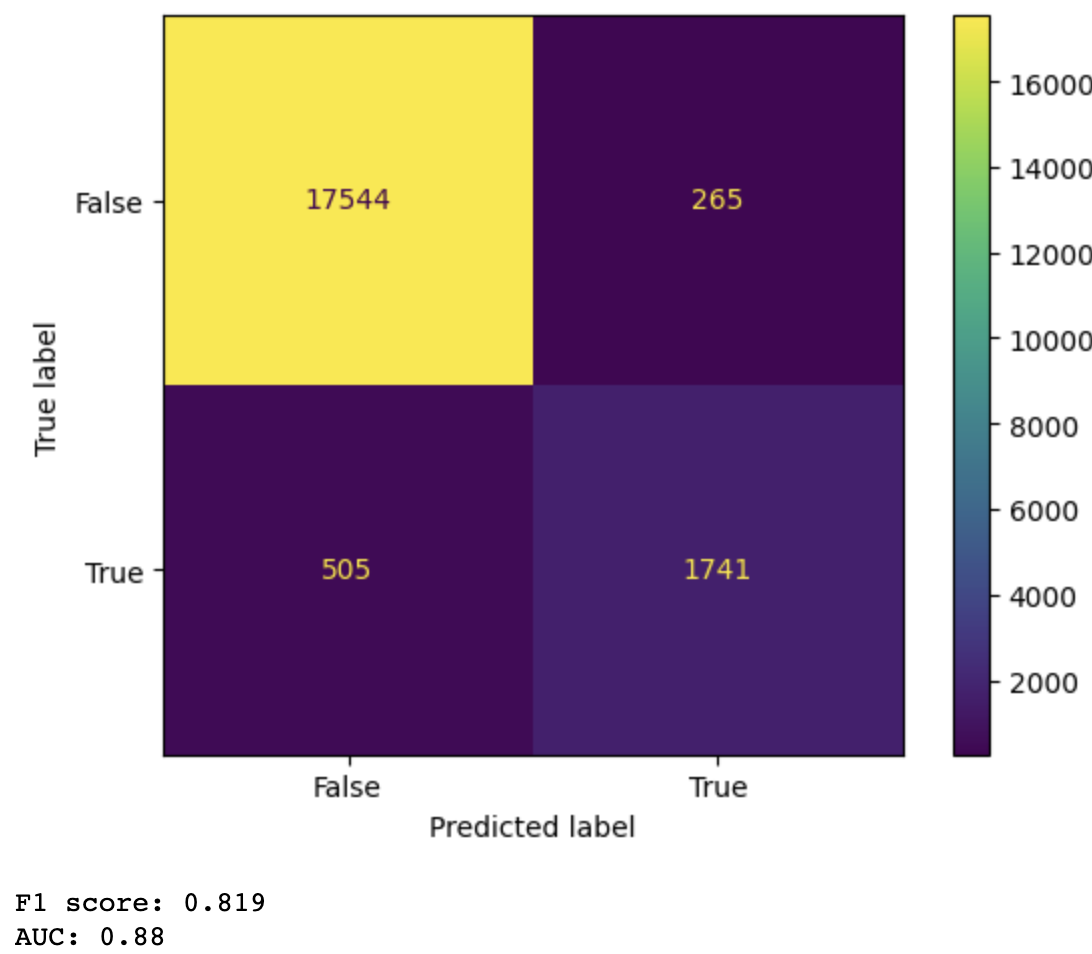 16000
14000
False
17544
265
12000
10000
True label
8000
6000
True
505
1741
4000
2000
False
True
Predicted label
F1 score: 0.819
AUC: 0.88